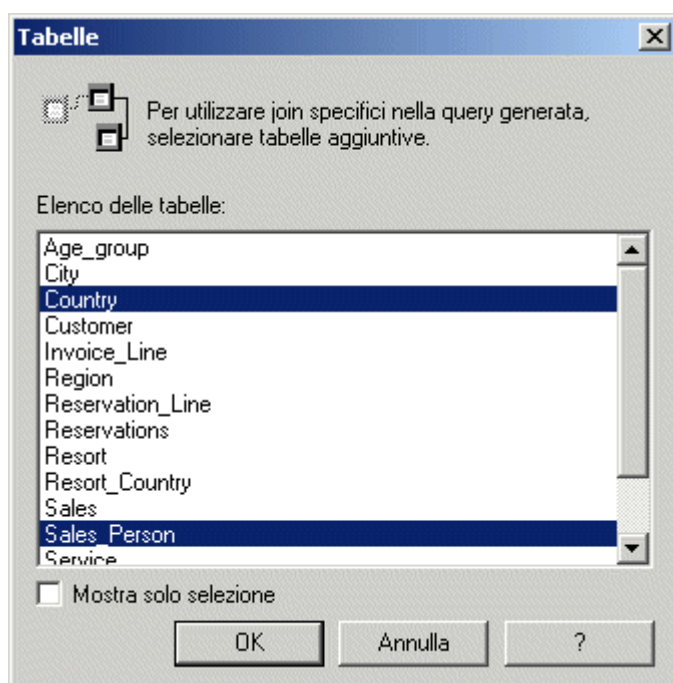 Tabelle
Per utilizzare join specifici nella query generata,
selezionare tabelle aggiuntive.
Elenco delle tabelle:
Age_group
City
Country
Customer
Invoice_Line
Region
Reservation_Line
Reservations
Resort
Resort_Country
Sales
Sales_Person
Service
Mostra solo selezione
OK
Annulla
?